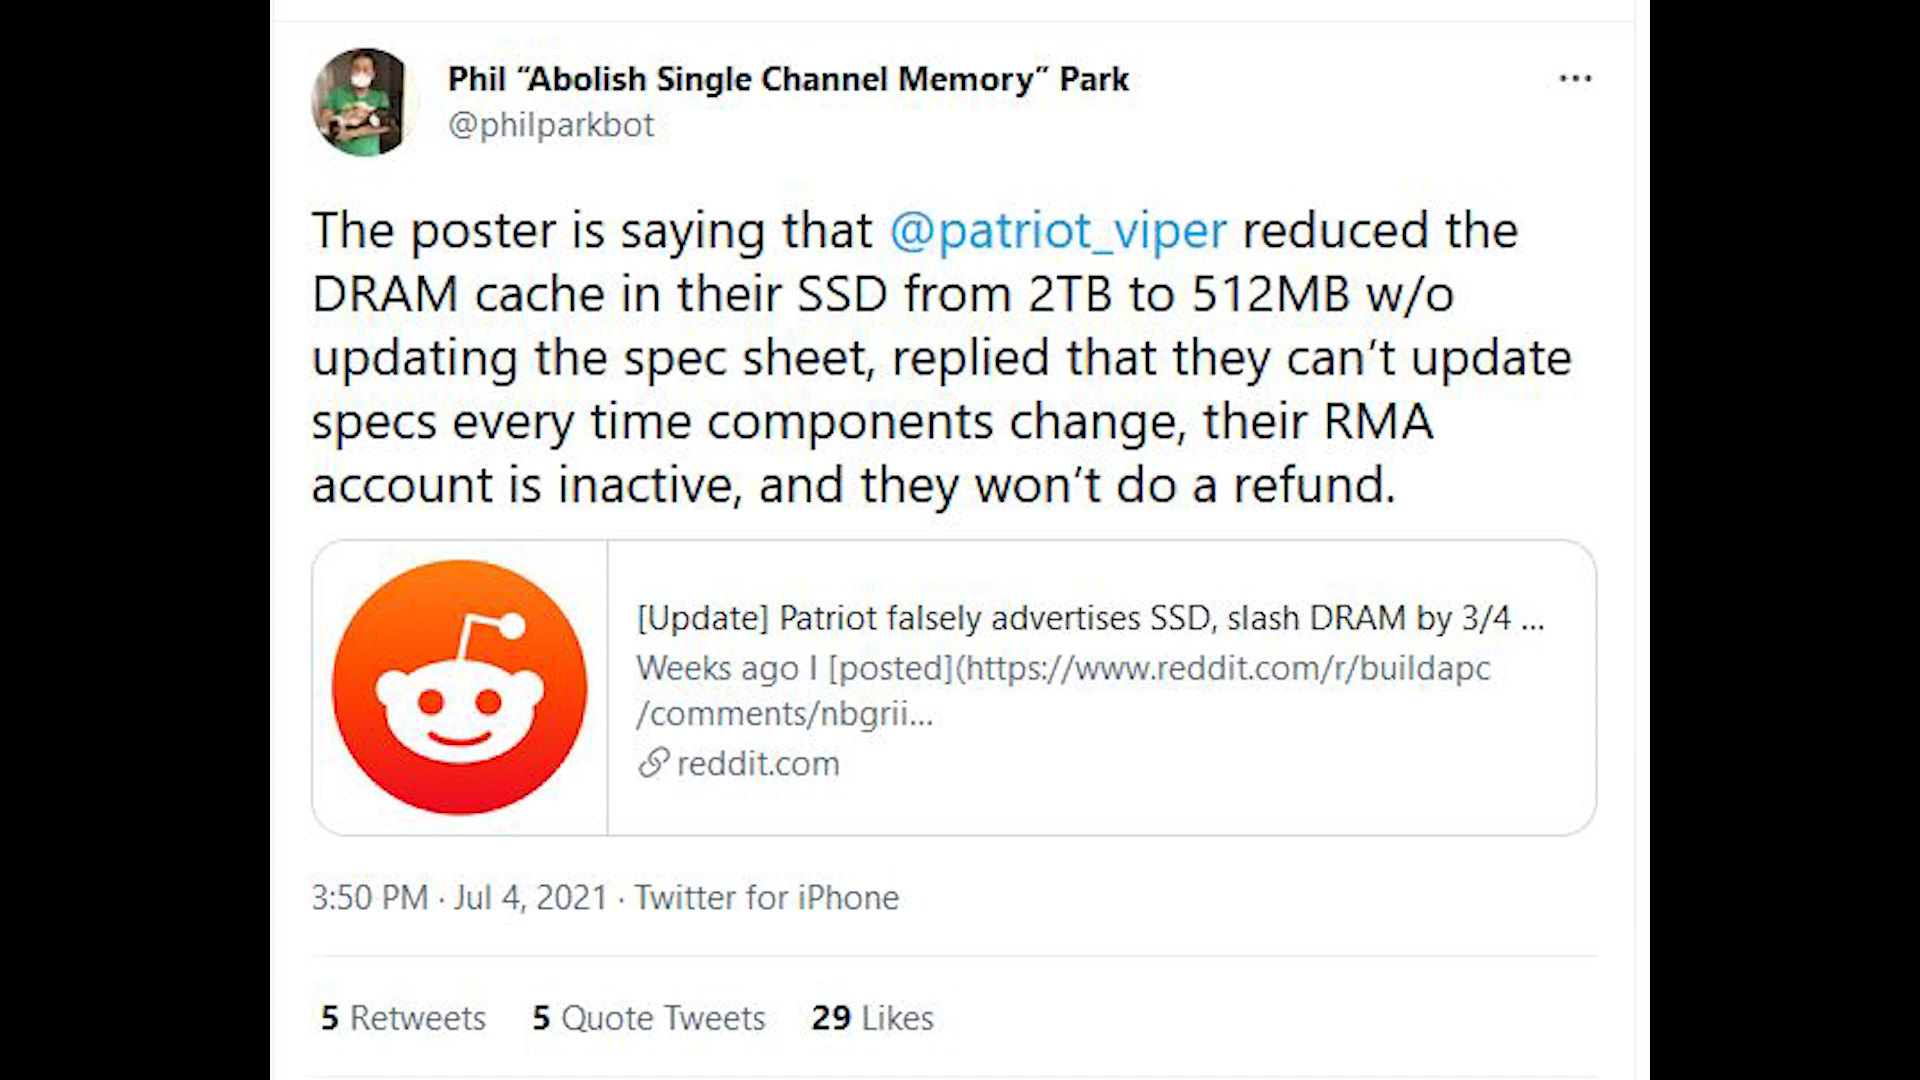 Phil “Abolish Single Channel Memory” Park
@philparkbot
The poster is saying that @patriot_viper reduced the
DRAM cache in their SSD from 2TB to 512MB w/o
updating the spec sheet, replied that they can’t update
specs every time components change, their RMA
account is inactive, and they won’t do a refund.
[Update] Patriot falsely advertises SSD, slash DRAM by 3/4 ...
Weeks ago I [posted](https://www.reddit.com/r/buildapc
/comments/nbgrii...
reddit.com
3:50 PM · Jul 4, 2021 · Twitter for iPhone
5 Retweets 5 Quote Tweets 29 Likes